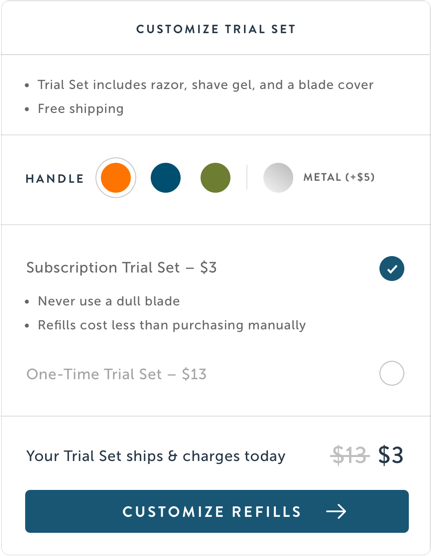 CUSTOMIZE TRIAL SET
• Trial Set includes razor, shave gel, and a blade cover
• Free shipping
HANDLE METAL (+$5)
Subscription Trial Set – $3
• Never use a dull blade
• Refills cost less than purchasing manually
One-Time Trial Set – $13
Your Trial Set ships & charges today $13 $3
CUSTOMIZE REFILLS →